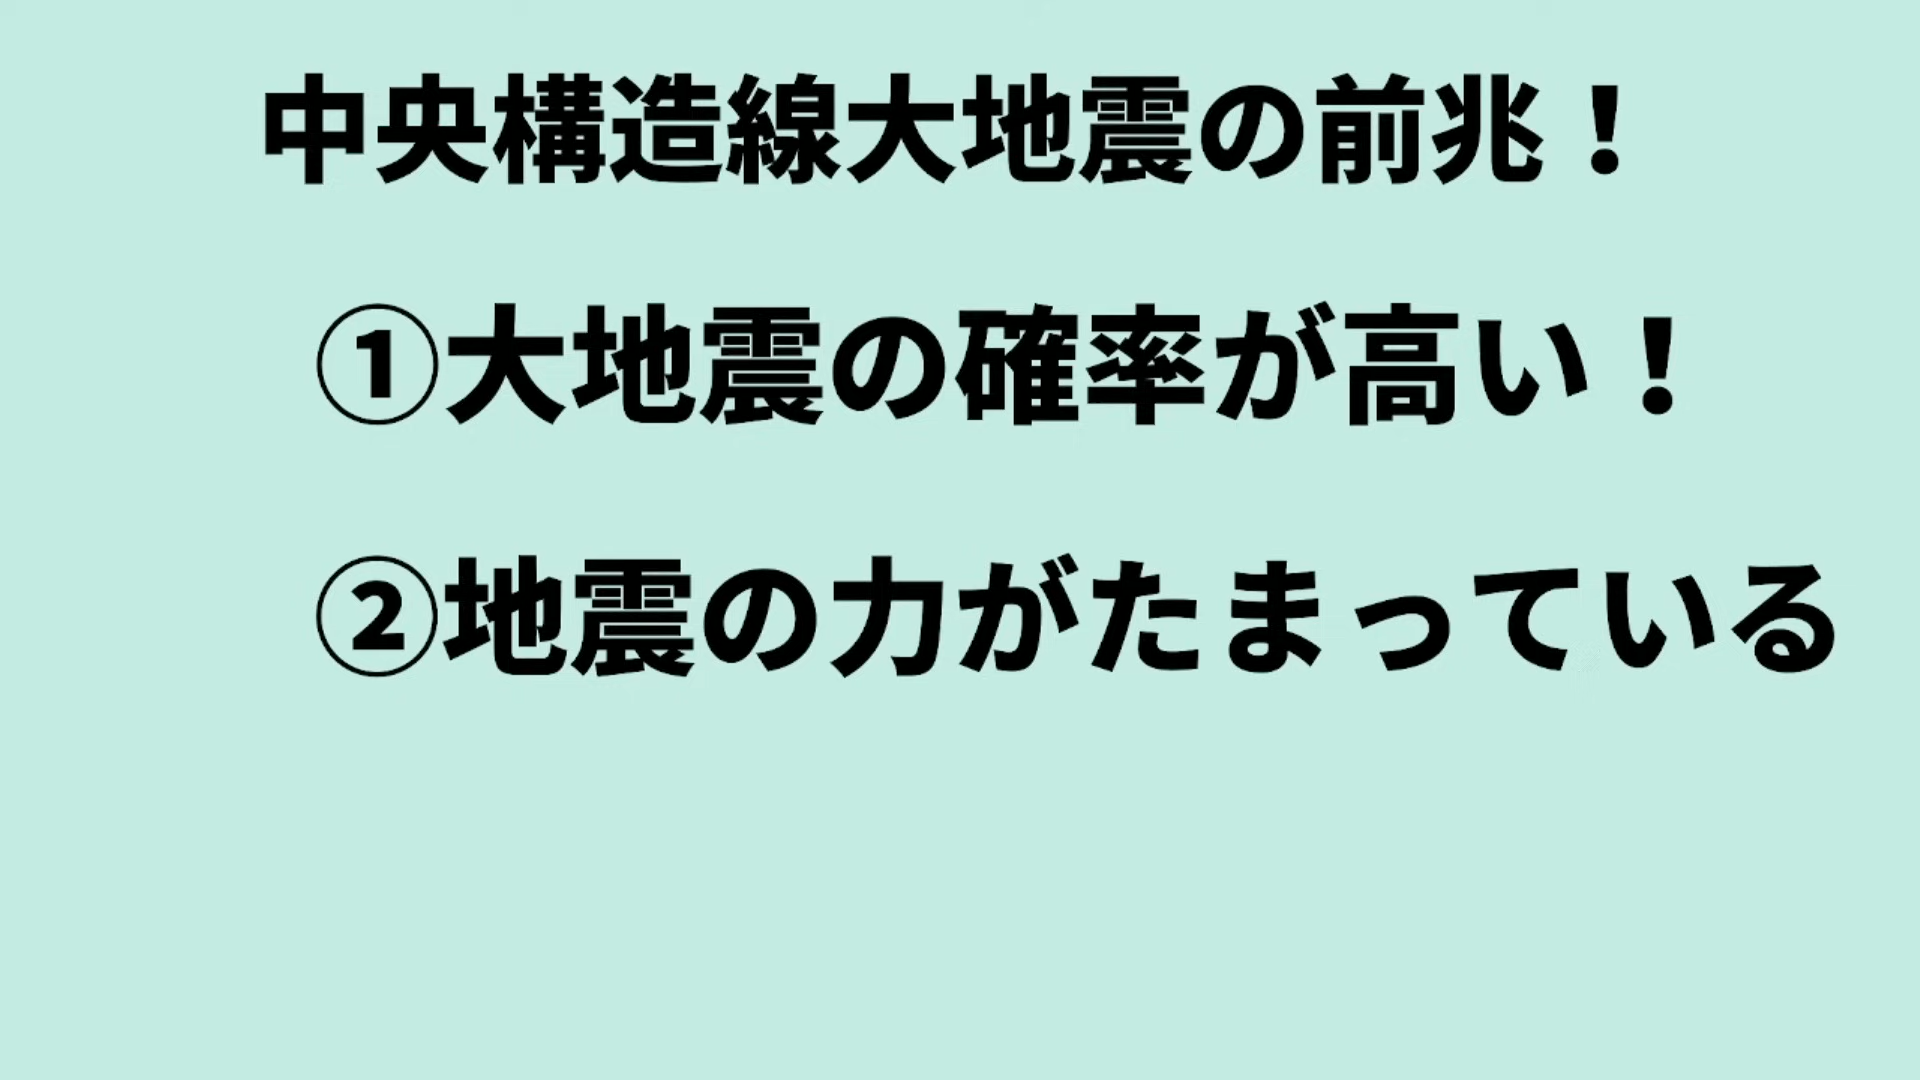 中央構造線大地震の前兆！
①大地震の確率が高い！
②地震の力がたまっている